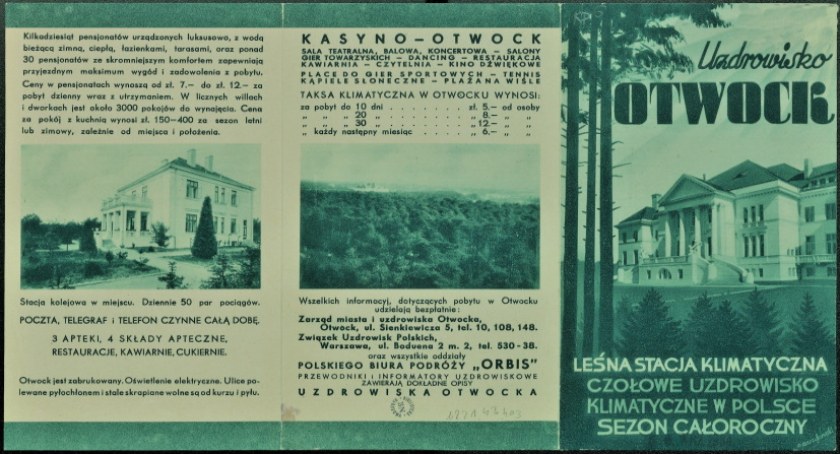 Kilkadziesiąt pensjonatów urządzonych luksusowo, z wodą
bieżącą zimną, ciepłą, łazienkami, tarasami, oraz ponad
30 pensjonatów ze skromniejszym komfortem zapewniają
przyjezdnym maksimum wygód i zadowolenia z pobytu.
Ceny w pensjonatach wynoszą od zł. 7.— do zł. 12.— za
pobyt dzienny wraz z utrzymaniem. W licznych willach
i dworkach jest około 3000 pokojów do wynajęcia. Cena
za pokój z kuchnią wynosi zł. 150—400 za sezon letni
lub zimowy, zależnie od miejsca i położenia.
Stacja kolejowa w miejscu. Dziennie 50 par pociągów.
POCZTA, TELEGRAF i TELEFON CZYNNE CAŁĄ DOBĘ.
3 APTEKI, 4 SKŁADY APTECZNE,
RESTAURACJE, KAWIARNIE, CUKIERNIE.
Otwock jest zabrukowany. Oświetlenie elektryczne. Ulice po-
lewane pyłochłonem i stale skrapiane wolne są od kurzu i pyłu.
KASYNO—OTWOCK
SALA TEATRALNA, BALOWA, KONCERTOWA — SALONY
GIER TOWARZYSKICH — DANCING — RESTAURACJA
KAWIARNIA — CZYTELNIA — KINO DŹWIĘKOWE
PLACE DO GIER SPORTOWYCH — TENNIS
KĄPIELE SŁONECZNE — PLAŻA NA WIŚLE
TAKSA KLIMATYCZNA W OTWOCKU WYNOSI:
za pobyt do 10 dni . . . . . . . . zł. 5.— od osoby
„ „ „ 20 „ . . . . . . . . „ 8.— „ „
„ „ „ 30 „ . . . . . . . . „ 12.— „ „
„ każdy następny miesiąc . . . . . „ 6.— „ „
Wszelkich informacyj, dotyczących pobytu w Otwocku
udzielają bezpłatnie:
Zarząd miasta i uzdrowiska Otwocka,
Otwock, ul. Sienkiewicza 5, tel. 10, 108, 148.
Związek Uzdrowisk Polskich,
Warszawa, ul. Boduena 2 m. 2, tel. 530-38.
oraz wszystkie oddziały
POLSKIEGO BIURA PODRÓŻY „ORBIS"
PRZEWODNIKI i INFORMATORY UZDROWISKOWE
ZAWIERAJĄ DOKŁADNE OPISY
UZDROWISKA OTWOCKA
Uzdrowisko
OTWOCK
LEŚNA STACJA KLIMATYCZNA
CZOŁOWE UZDROWISKO
KLIMATYCZNE W POLSCE
SEZON CAŁOROCZNY